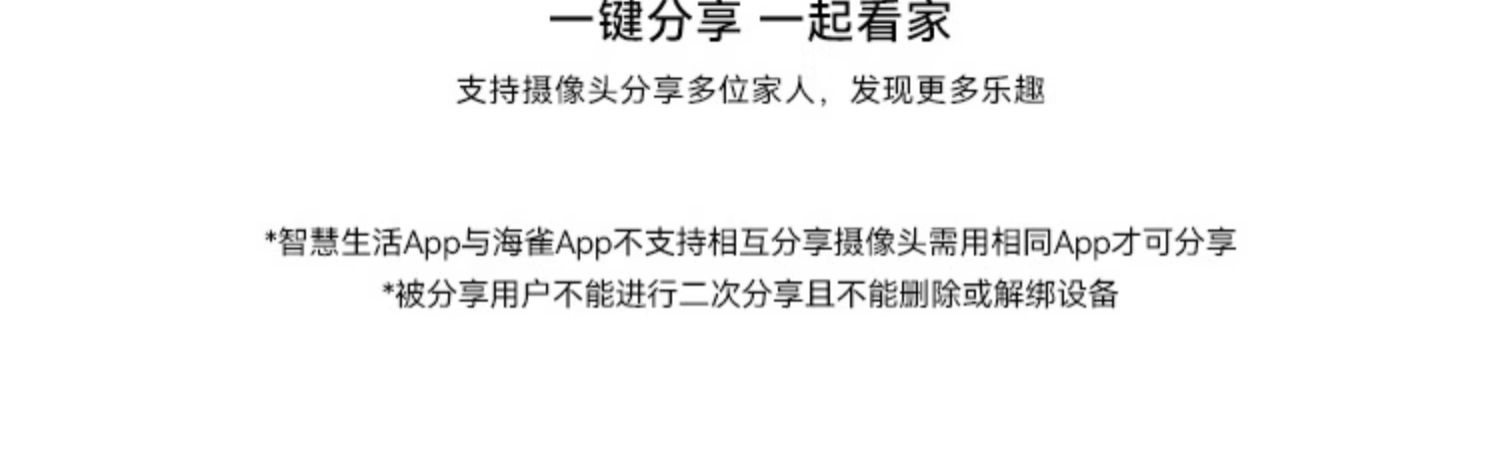 一键分享 一起看家
支持摄像头分享多位家人，发现更多乐趣
*智慧生活App与海雀App不支持相互分享摄像头需用相同App才可分享
*被分享用户不能进行二次分享且不能删除或解绑设备